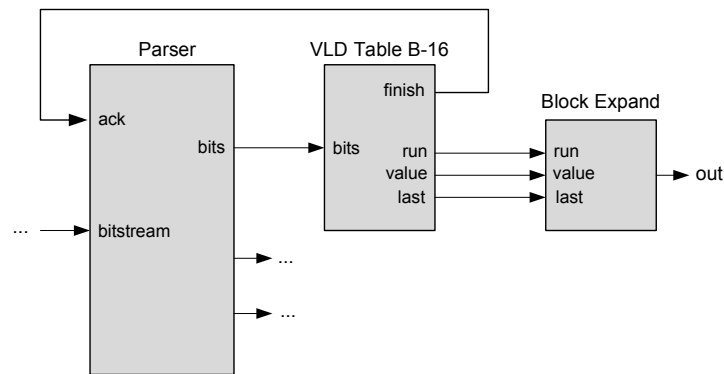 Parser
VLD Table B-16
Block Expand
ack
bits
... bitstream
...
...
finish
bits
run
value
last
run
value
last
out